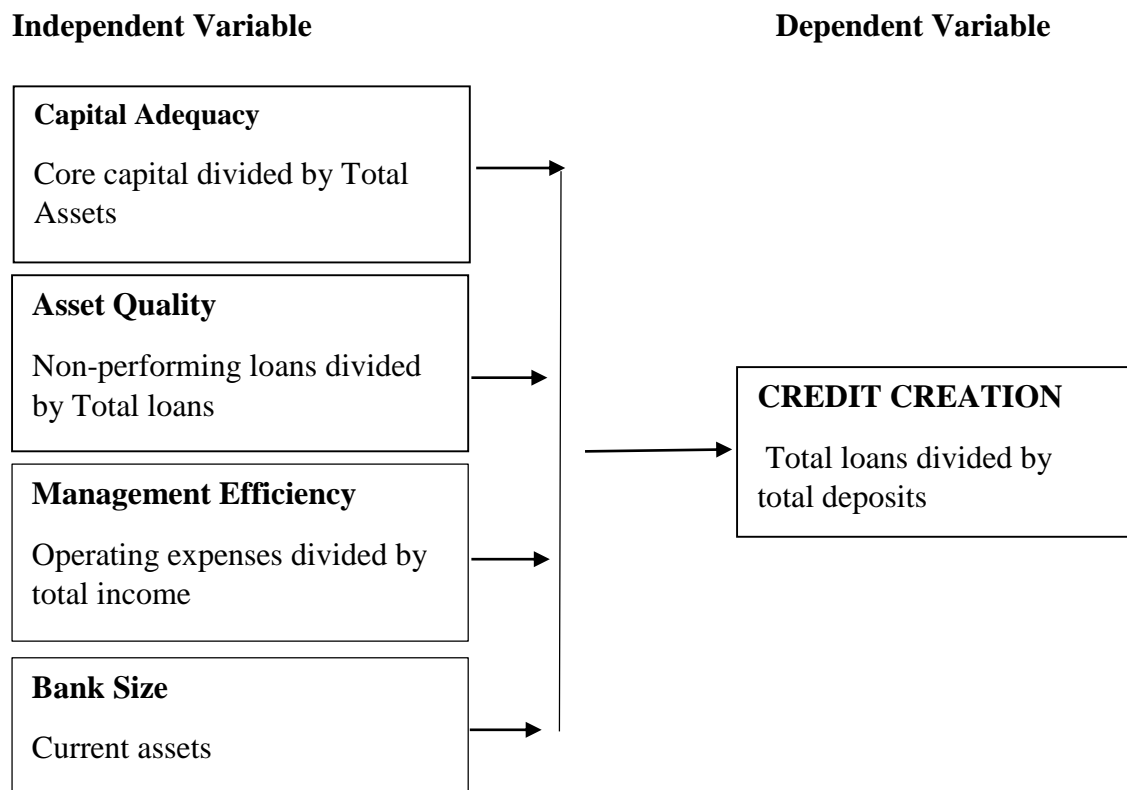 Independent Variable
Dependent Variable
Capital Adequacy
Core capital divided by Total
Assets
Asset Quality
Non-performing loans divided
by Total loans
Management Efficiency
Operating expenses divided by
total income
Bank Size
Current assets
CREDIT CREATION
Total loans divided by
total deposits